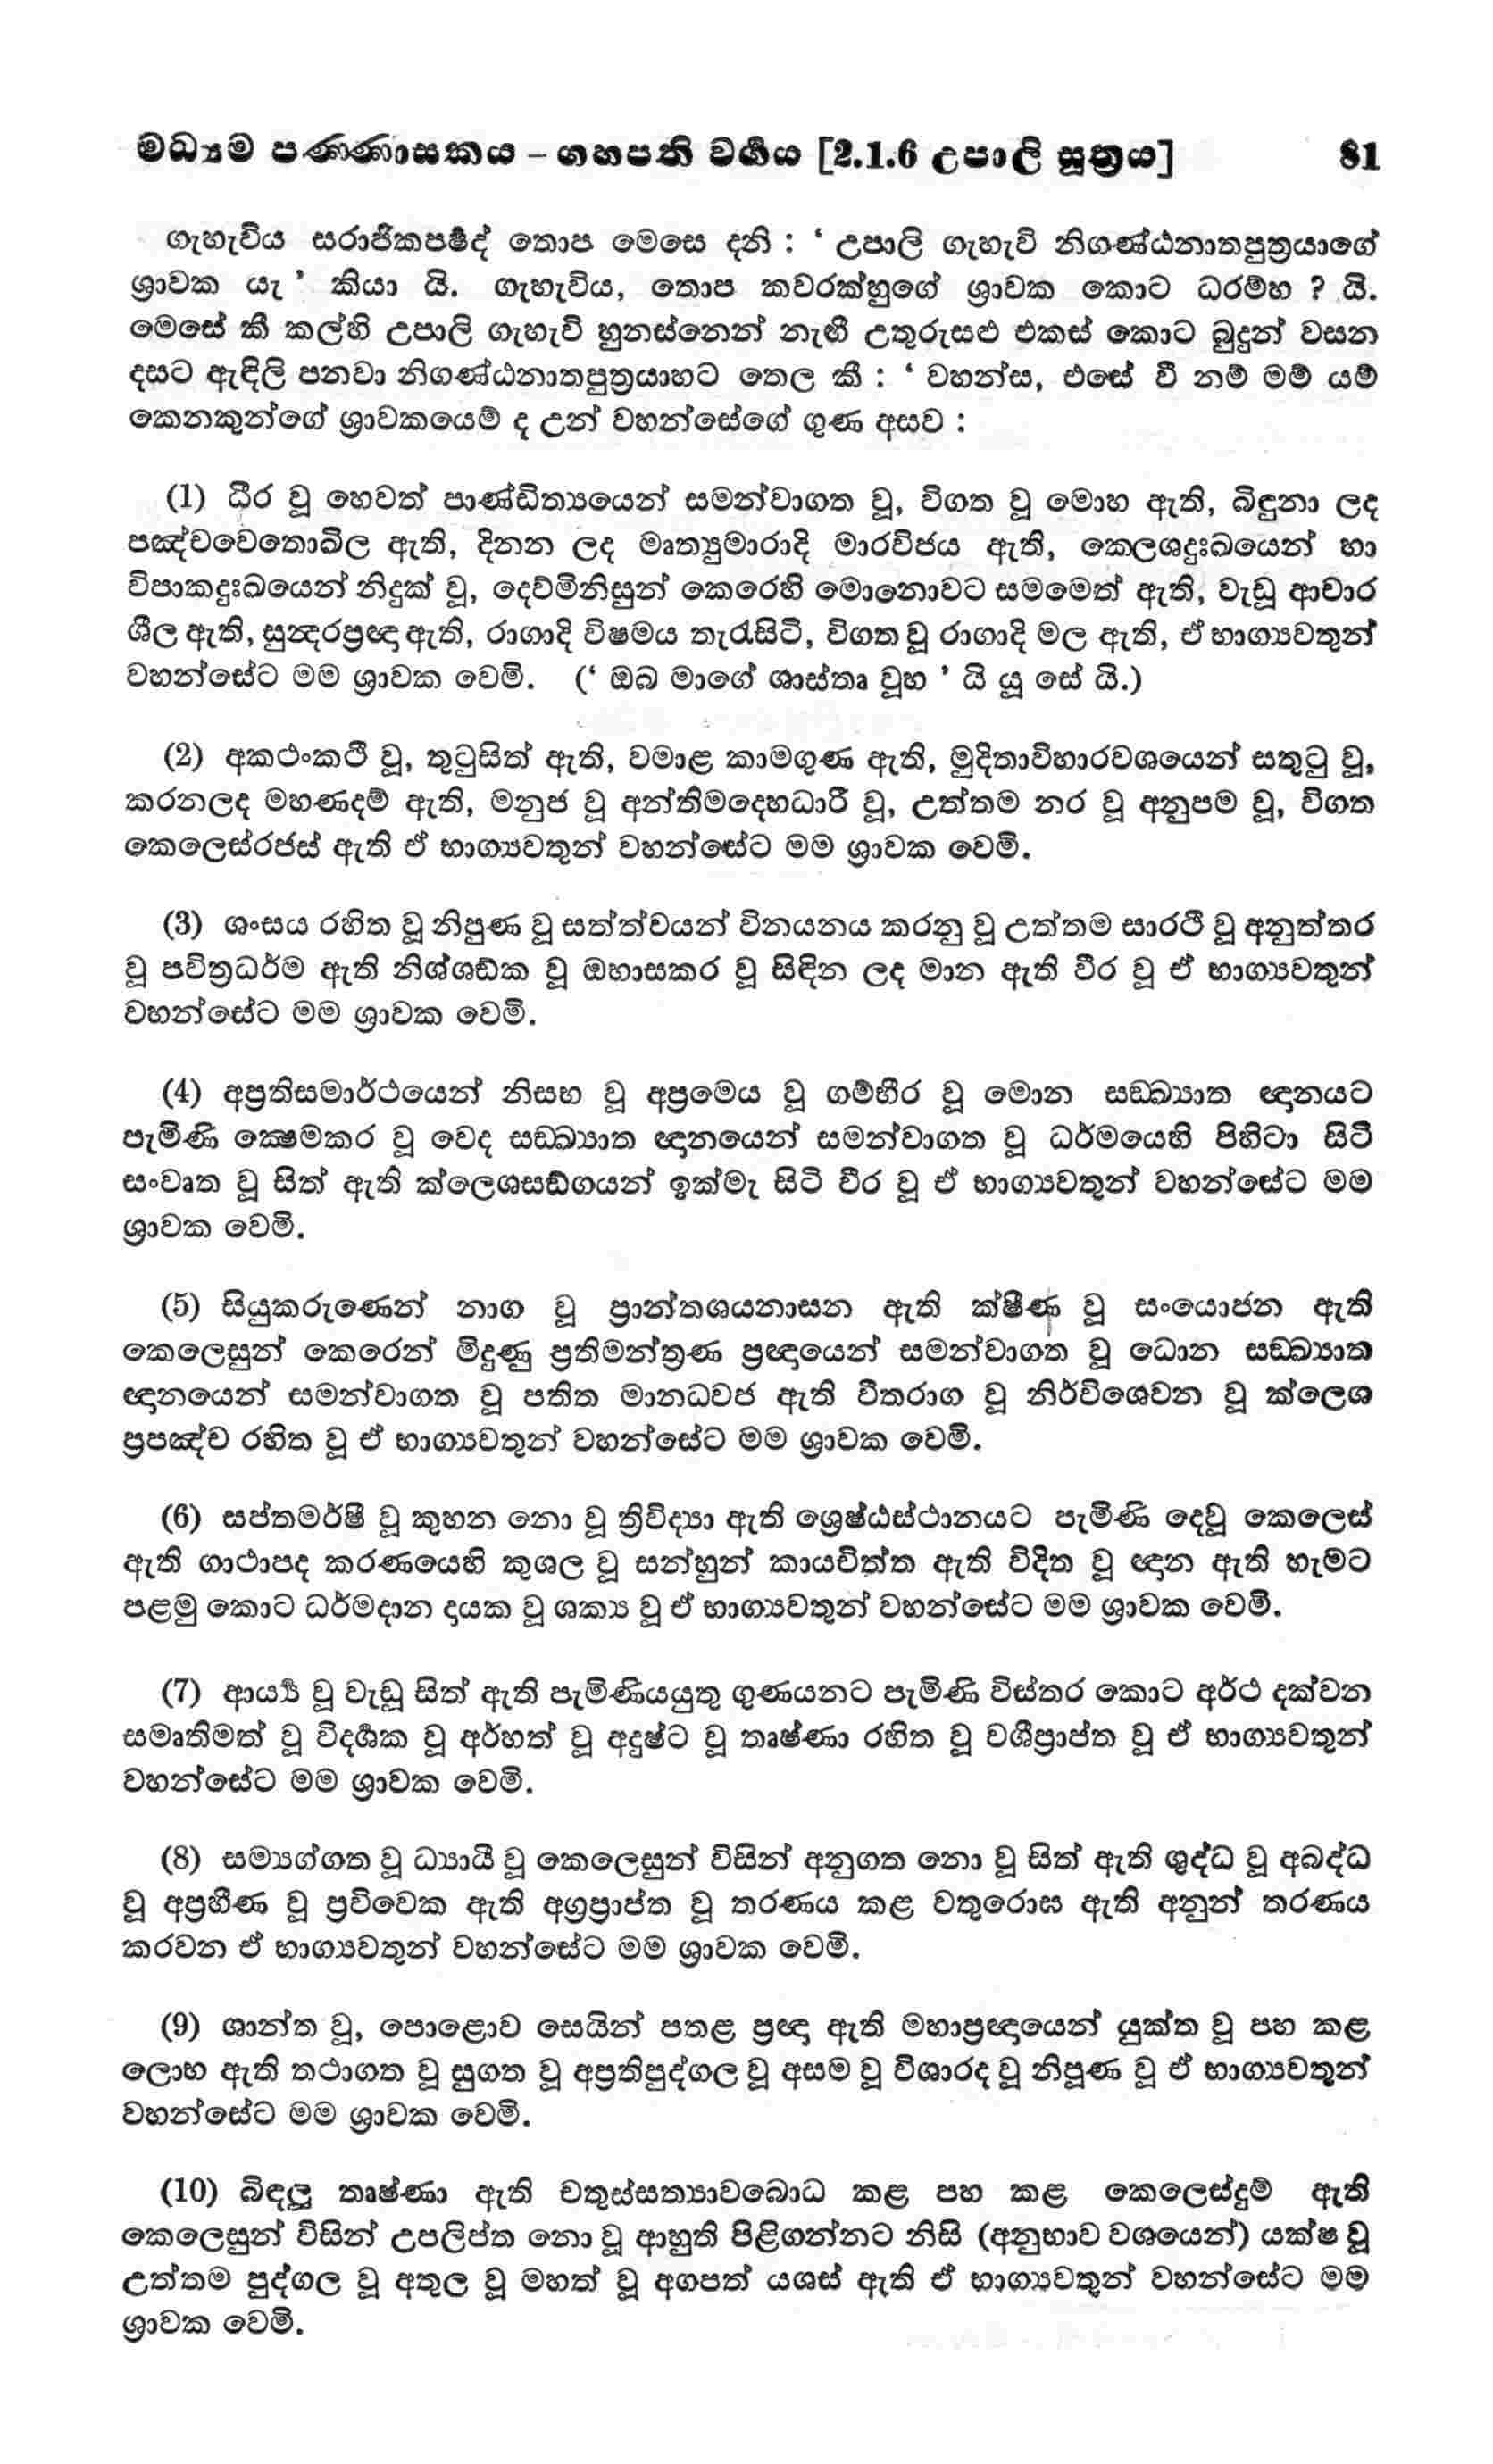 මධ්‍යම පණ්ණාසකය – ගහපති වර්‍ගය [2.1.6 උපාලි සූත්‍රය] 81
ගැහැවිය සරාජිකපර්‍ෂද් තොප මෙසෙ දනි : ‘ උපාලි ගැහැවි නිගණ්ඨනාතපුත්‍රයාගේ
ශ්‍රාවක යැ ’ කියා යි. ගැහැවිය, තොප කවරක්හුගේ ශ්‍රාවක කොට ධරම්හ ? යි.
මෙසේ කී කල්හි උපාලි ගැහැවි හුනස්නෙන් නැඟී උතුරුසළු එකස් කොට බුදුන් වසන
දසට ඇඳිලි පනවා නිගණ්ඨනාතපුත්‍රයාහට තෙල කී : ‘ වහන්ස, එසේ වී නම් මම් යම්
කෙනකුන්ගේ ශ්‍රාවකයෙම් ද උන් වහන්සේගේ ගුණ අසව :
(1) ධීර වූ හෙවත් පාණ්ඩිත්‍යයෙන් සමන්වාගත වූ, විගත වූ මොහ ඇති, බිඳුනා ලද
පඤ්චචෙතොඛිල ඇති, දිනන ලද මෘත්‍යුමාරාදි මාරවිජය ඇති, කෙලශදුඃඛයෙන් හා
විපාකදුඃඛයෙන් නිදුක් වූ, දෙව්මිනිසුන් කෙරෙහි මොනොවට සමමෙත් ඇති, වැඩූ ආචාර
ශීල ඇති, සුන්‍දරප්‍රඥා ඇති, රාගාදි විෂමය තැරැසිටි, විගත වූ රාගාදි මල ඇති, ඒ භාග්‍යවතුන්
වහන්සේට මම ශ්‍රාවක වෙමි. (‘ ඔබ මාගේ ශාස්තෘ වූහ ’ යි යූ සේ යි.)
(2) අකථංකථී වූ, තුටුසිත් ඇති, වමාළ කාමගුණ ඇති, මුදිතාවිහාරවශයෙන් සතුටු වූ,
කරනලද මහණදම් ඇති, මනුජ වූ අන්තිමදෙහධාරී වූ, උත්තම නර වූ අනුපම වූ, විගත
කෙලෙස්රජස් ඇති ඒ භාග්‍යවතුන් වහන්සේට මම ශ්‍රාවක වෙමි.
(3) ශංසය රහිත වූ නිපුණ වූ සත්ත්වයන් විනයනය කරනු වූ උත්තම සාරථී වූ අනුත්තර
වූ පවිත්‍රධර්ම ඇති නිශ්ශඩ්ක වූ ඔභාසකර වූ සිඳින ලද මාන ඇති වීර වූ ඒ භාග්‍යවතුන්
වහන්සේට මම ශ්‍රාවක වෙමි.
(4) අප්‍රතිසමාර්ථයෙන් නිසභ වූ අප්‍රමෙය වූ ගම්භීර වූ මොන සඞ්ඛ්‍යාත ඥානයට
පැමිණි ක්‍ෂෙමකර වූ වෙද සඞ්ඛ්‍යාත ඥානයෙන් සමන්වාගත වූ ධර්මයෙහි පිහිටා සිටි
සංවෘත වූ සිත් ඇති ක්ලෙශසඩ්ගයන් ඉක්මැ සිටි වීර වූ ඒ භාග්‍යවතුන් වහන්සේට මම
ශ්‍රාවක වෙමි.
(5) සියුකරුණෙන් නාග වූ ප්‍රාන්තශයනාසන ඇති ක්ෂීණ වූ සංයොජන ඇති
කෙලෙසුන් කෙරෙන් මිදුණු ප්‍රතිමන්ත්‍රණ ප්‍රඥායෙන් සමන්වාගත වූ ධොන සඞ්ඛ්‍යාත
ඥානයෙන් සමන්වාගත වූ පතිත මානධවජ ඇති වීතරාග වූ නිර්විශෙවන වූ ක්ලෙශ
ප්‍රපඤ්ච රහිත වූ ඒ භාග්‍යවතුන් වහන්සේට මම ශ්‍රාවක වෙමි.
(6) සප්තමර්ෂී වූ කුහන නො වූ ත්‍රිවිද්‍යා ඇති ශ්‍රෙෂ්ඨස්ථානයට පැමිණි දෙවූ කෙලෙස්
ඇති ගාථාපද කරණයෙහි කුශල වූ සන්හුන් කායචිත්ත ඇති විදිත වූ ඥාන ඇති හැමට
පළමු කොට ධර්මදාන දායක වූ ශක්‍ය වූ ඒ භාග්‍යවතුන් වහන්සේට මම ශ්‍රාවක වෙමි.
(7) ආර්‍ය්‍ය වූ වැඩූ සිත් ඇති පැමිණියයුතු ගුණයනට පැමිණි විස්තර කොට අර්ථ දක්වන
සමෘතිමත් වූ විදර්‍ශක වූ අර්හත් වූ අදුෂ්ට වූ තෘෂ්ණා රහිත වූ වශීප්‍රාප්ත වූ ඒ භාග්‍යවතුන්
වහන්සේට මම ශ්‍රාවක වෙමි.
(8) සම්‍යග්ගත වූ ධ්‍යායී වූ කෙලෙසුන් විසින් අනුගත නො වූ සිත් ඇති ශුද්ධ වූ අබද්ධ
වූ අප්‍රහීණ වූ ප්‍රවිවෙක ඇති අග්‍රප්‍රාප්ත වූ තරණය කළ චතුරොඝ ඇති අනුන් තරණය
කරවන ඒ භාග්‍යවතුන් වහන්සේට මම ශ්‍රාවක වෙමි.
(9) ශාන්ත වූ, පොළොව සෙයින් පතළ ප්‍රඥා ඇති මහාප්‍රඥායෙන් යුක්ත වූ පහ කළ
ලොභ ඇති තථාගත වූ සුගත වූ අප්‍රතිපුද්ගල වූ අසම වූ විශාරද වූ නිපුණ වූ ඒ භාග්‍යවතුන්
වහන්සේට මම ශ්‍රාවක වෙමි.
(10) බිඳලූ තෘෂ්ණා ඇති චතුස්සත්‍යාවබොධ කළ පහ කළ කෙලෙස්දුම් ඇති
කෙලෙසුන් විසින් උපලිප්ත නො වූ ආහුති පිළිගන්නට නිසි (අනුභාව වශයෙන්) යක්ෂ වූ
උත්තම පුද්ගල වූ අතුල වූ මහත් වූ අගපත් යශස් ඇති ඒ භාග්‍යවතුන් වහන්සේට මම
ශ්‍රාවක වෙමි.